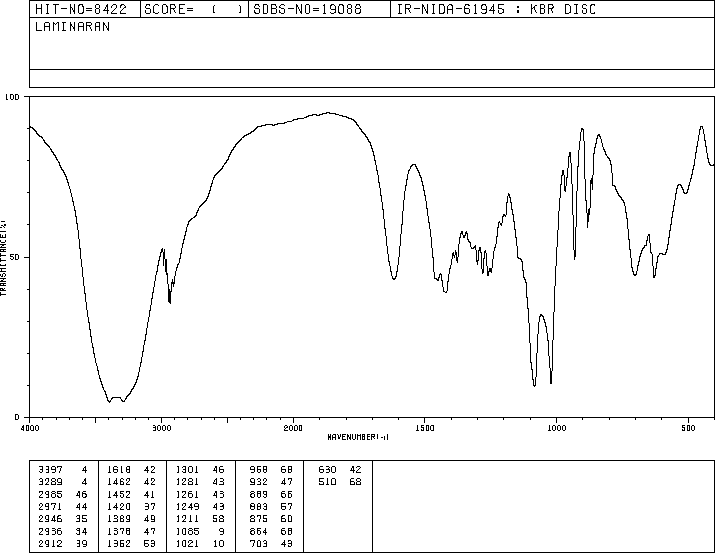 HIT-NO=8422 SCORE= ( ) SDBS-NO=19088 IR-NIDA-61945 : KBR DISC
LAMINARAN
100
50
0
TRANSMITTANCE(%)
4000 3000 2000 1500 1000 500
WAVENUMBER(-1)
3397 4 1618 42 1301 46 968 68 630 42
3289 4 1462 42 1281 43 932 47 510 68
2985 46 1452 41 1261 43 889 66
2971 44 1420 37 1249 43 883 57
2946 35 1389 49 1211 58 875 60
2936 34 1378 47 1085 9 864 68
2912 39 1362 53 1021 10 703 43